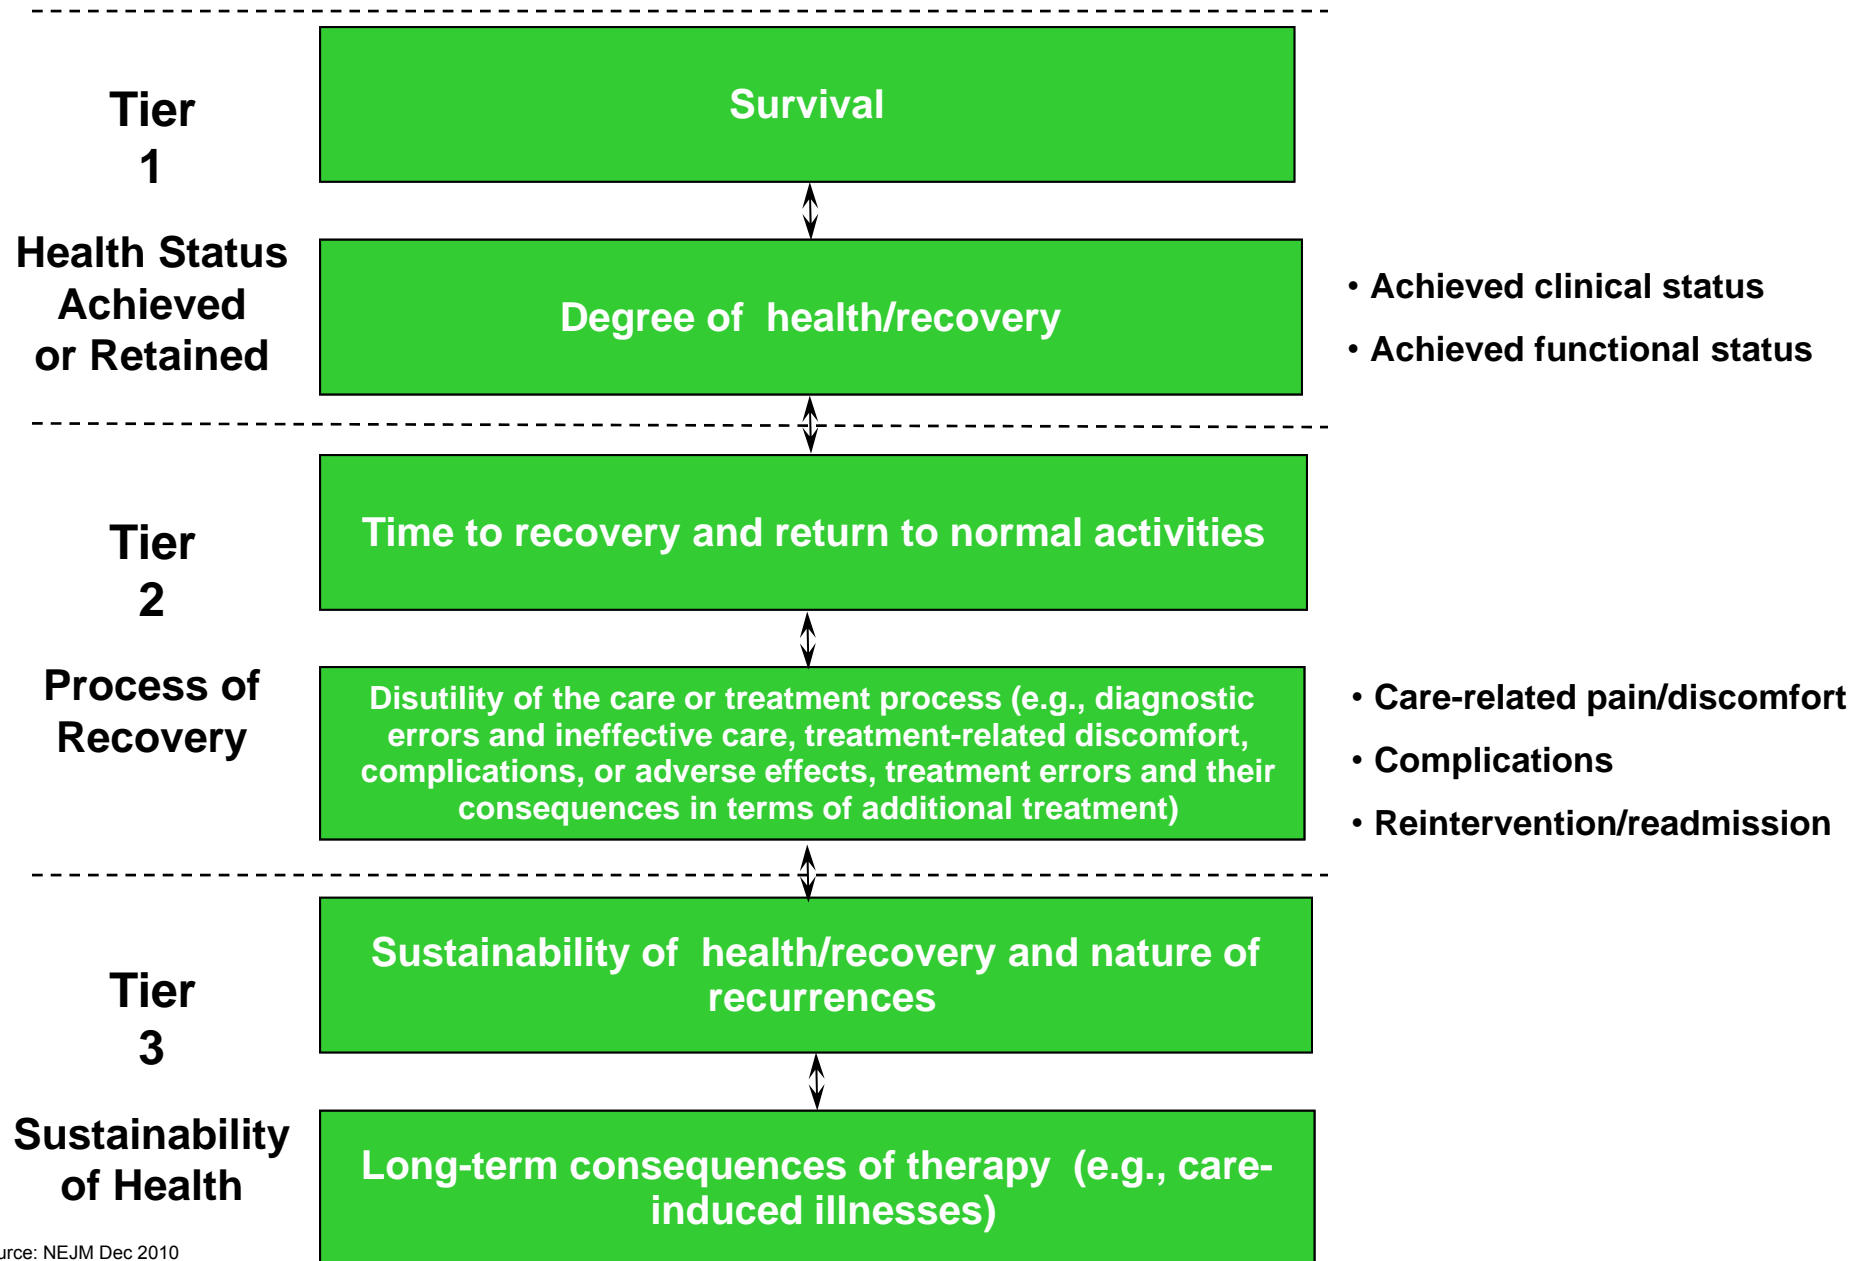 Tier
1
Health Status
Achieved
or Retained
Survival
Degree of health/recovery
• Achieved clinical status
• Achieved functional status
Tier
2
Process of
Recovery
Time to recovery and return to normal activities
Disutility of the care or treatment process (e.g., diagnostic
errors and ineffective care, treatment-related discomfort,
complications, or adverse effects, treatment errors and their
consequences in terms of additional treatment)
• Care-related pain/discomfort
• Complications
• Reintervention/readmission
Tier
3
Sustainability
of Health
Sustainability of health/recovery and nature of
recurrences
Long-term consequences of therapy (e.g., care-
induced illnesses)
urce: NEJM Dec 2010